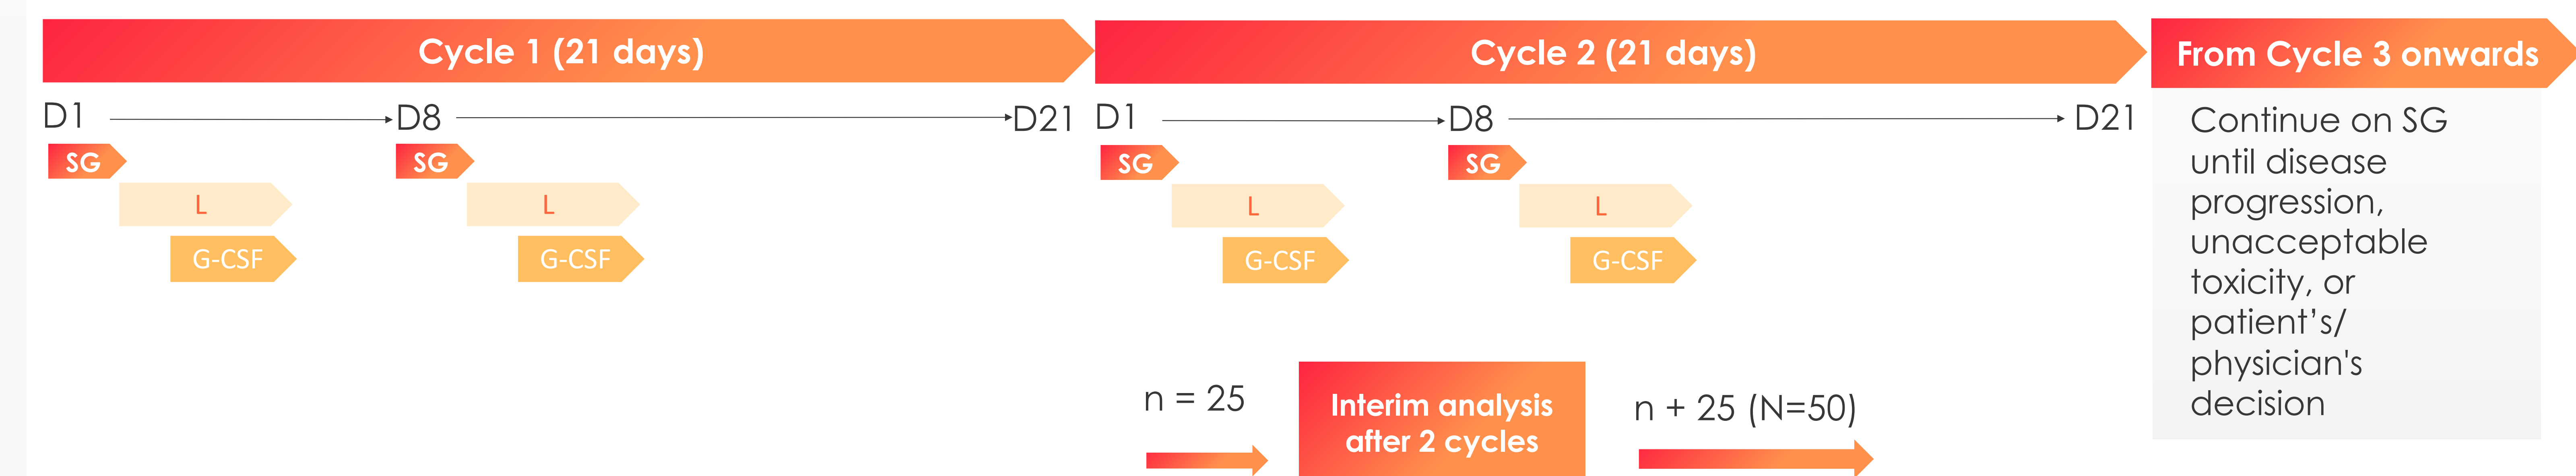 Cycle 1 (21 days)
Cycle 2 (21 days)
From Cycle 3 onwards
D1
D8
D21
D1
D8
D21
SG
SG
SG
SG
L
L
L
L
G-CSF
G-CSF
G-CSF
G-CSF
Continue on SG
until disease
progression,
unacceptable
toxicity, or
patient’s/
physician's
decision
n = 25
Interim analysis
after 2 cycles
n + 25 (N=50)